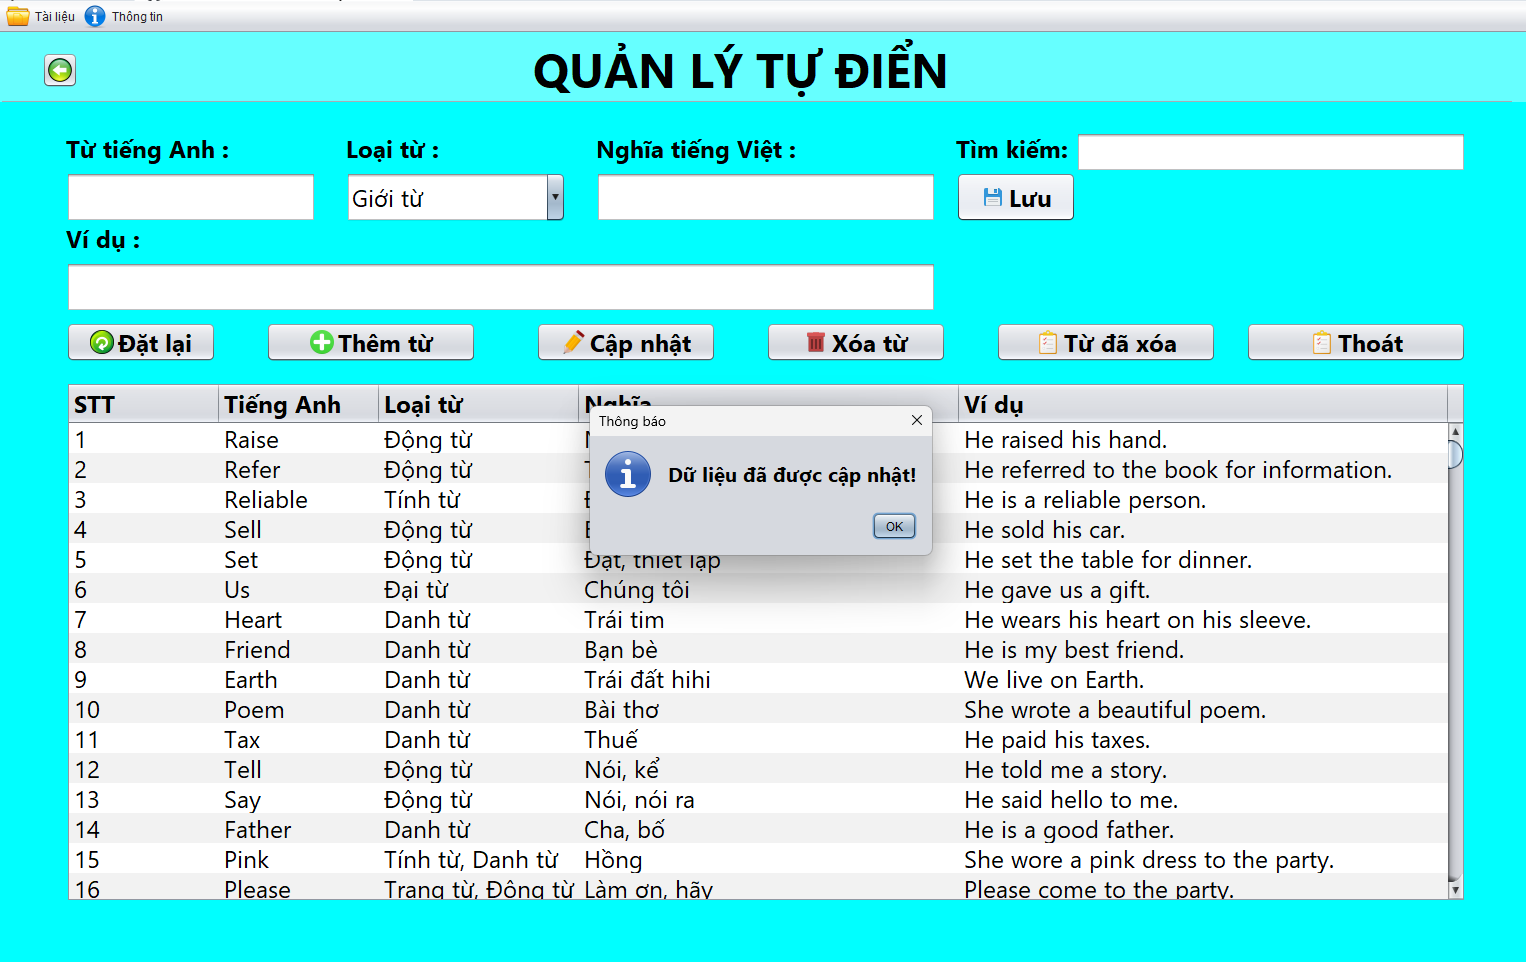 Tài liệu Thông tin
QUẢN LÝ TỰ ĐIỂN
Từ tiếng Anh : Loại từ : Nghĩa tiếng Việt : Tìm kiếm:
Giới từ Lưu
Ví dụ :
Đặt lại Thêm từ Cập nhật Xóa từ Từ đã xóa Thoát
STT Tiếng Anh Loại từ Nghĩa Ví dụ
Thông báo
Dữ liệu đã được cập nhật!
OK
1 Raise Động từ He raised his hand.
2 Refer Động từ He referred to the book for information.
3 Reliable Tính từ He is a reliable person.
4 Sell Động từ He sold his car.
5 Set Động từ Đặt, thiết lập He set the table for dinner.
6 Us Đại từ Chúng tôi He gave us a gift.
7 Heart Danh từ Trái tim He wears his heart on his sleeve.
8 Friend Danh từ Bạn bè He is my best friend.
9 Earth Danh từ Trái đất hihi We live on Earth.
10 Poem Danh từ Bài thơ She wrote a beautiful poem.
11 Tax Danh từ Thuế He paid his taxes.
12 Tell Động từ Nói, kể He told me a story.
13 Say Động từ Nói, nói ra He said hello to me.
14 Father Danh từ Cha, bố He is a good father.
15 Pink Tính từ, Danh từ Hồng She wore a pink dress to the party.
16 Please Trạng từ, Động từ Làm ơn, hãy Please come to the party.